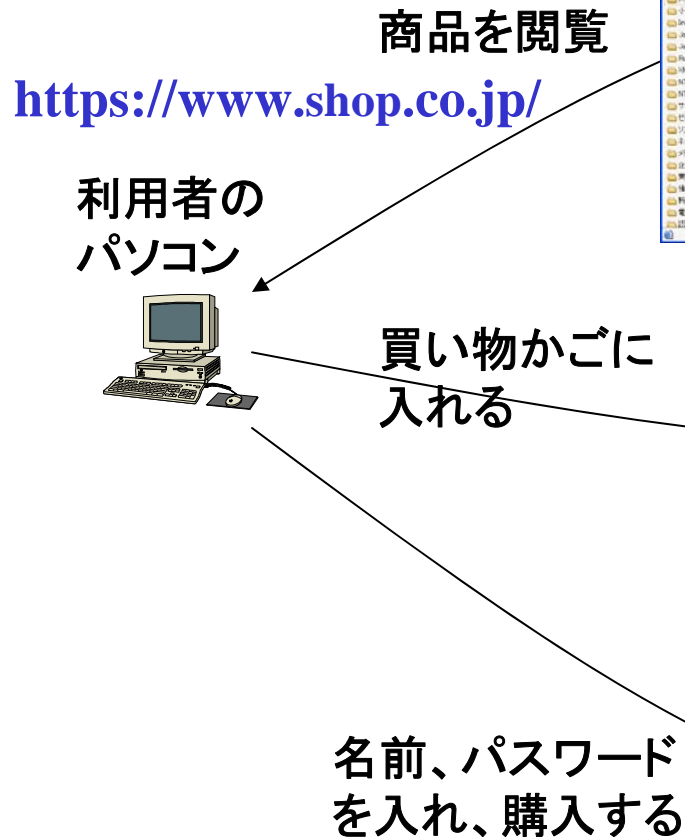 商品を閲覧
https://www.shop.co.jp/
利用者の
パソコン
買い物かごに
入れる
名前、パスワード
を入れ、購入する